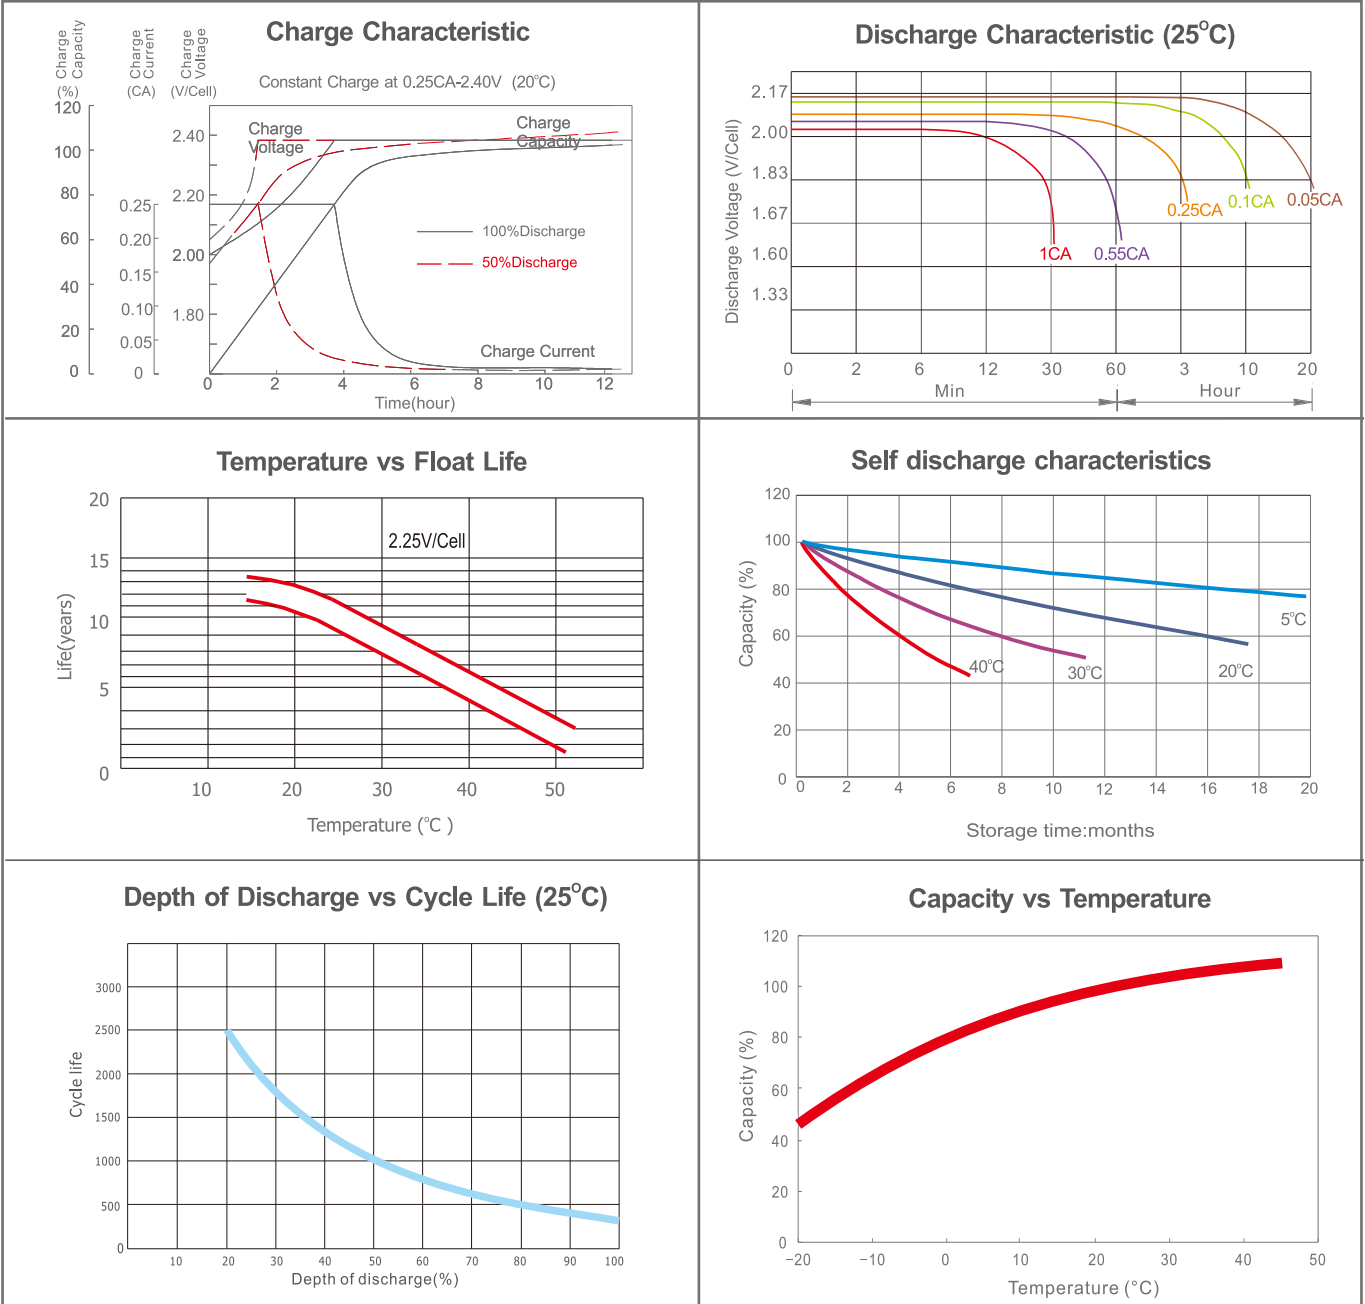 Charge Characteristic
Constant Charge at 0.25CA-2.40V (20°C)
Charge
Capacity
(%)
Charge
Current
(CA)
Charge
Voltage
(V/Cell)
120
100
80
60
40
20
0
0.25
0.20
0.15
0.10
0.05
0
2.40
2.20
2.00
1.80
Charge
Voltage
Charge
Capacity
100%Discharge
50%Discharge
Charge Current
0 2 4 6 8 10 12
Time(hour)
Discharge Characteristic (25°C)
Discharge Voltage (V/Cell)
2.17
2.00
1.83
1.67
1.60
1.33
1CA
0.55CA
0.25CA
0.1CA
0.05CA
0 2 6 12 30 60 3 10 20
Min Hour
Temperature vs Float Life
2.25V/Cell
Life(years)
20
15
10
5
0
10 20 30 40 50
Temperature (°C )
Self discharge characteristics
Capacity (%)
120
100
80
60
40
20
0
40°C
30°C
20°C
5°C
0 2 4 6 8 10 12 14 16 18 20
Storage time:months
Depth of Discharge vs Cycle Life (25°C)
Cycle life
3000
2500
2000
1500
1000
500
0
10 20 30 40 50 60 70 80 90 100
Depth of discharge(%)
Capacity vs Temperature
Capacity (%)
120
100
80
60
40
20
0
−20 −10 0 10 20 30 40 50
Temperature (°C)